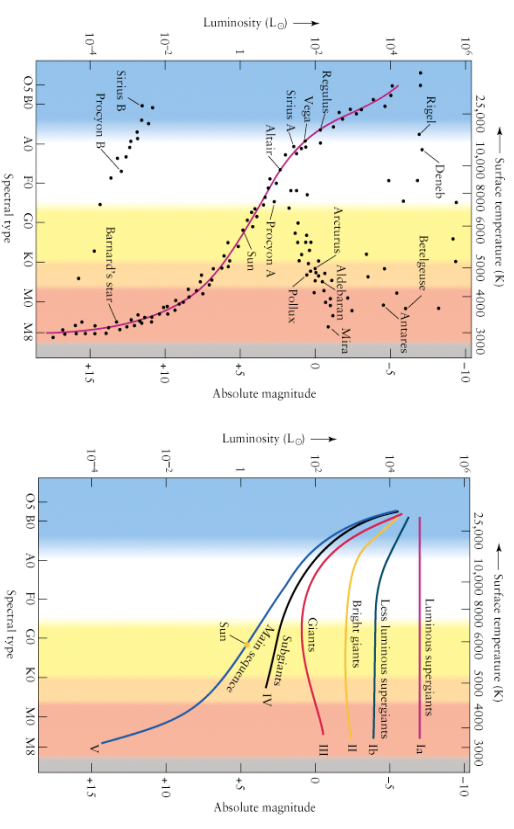 Luminosity (L⊙) →
10⁻⁴
10⁻²
1
10²
10⁴
10⁶
← Surface temperature (K)
25,000
10,000
8000
6000
5000
4000
3000
Sirius B
Procyon B
Sirius A
Vega
Regulus
Rigel
Deneb
Altair
Procyon A
Sun
Arcturus
Aldebaran
Pollux
Mira
Betelgeuse
Antares
Barnard's star
O5
B0
A0
F0
G0
K0
M0
M8
Spectral type
+15
+10
+5
0
−5
−10
Absolute magnitude
Luminosity (L⊙) →
10⁻⁴
10⁻²
1
10²
10⁴
10⁶
← Surface temperature (K)
25,000
10,000
8000
6000
5000
4000
3000
Luminous supergiants
Ia
Less luminous supergiants
Ib
Bright giants
II
Giants
III
Subgiants
IV
Main sequence
V
Sun
O5
B0
A0
F0
G0
K0
M0
M8
Spectral type
+15
+10
+5
0
−5
−10
Absolute magnitude